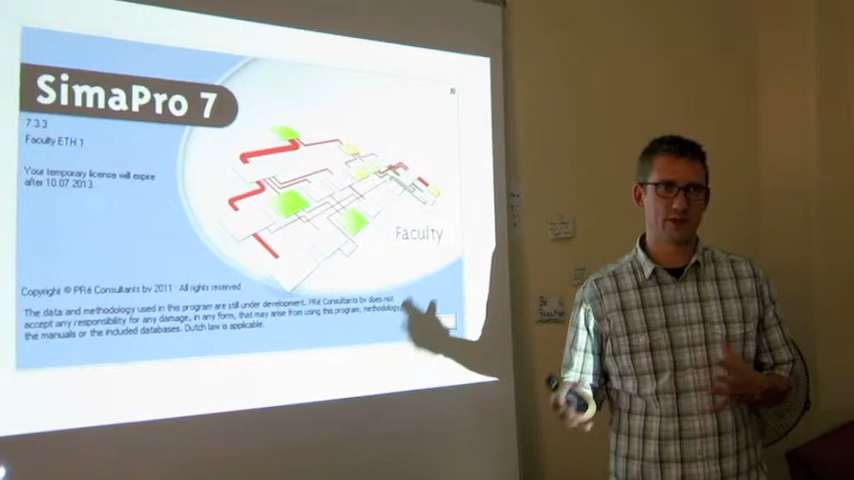 SimaPro 7
7.3.3
Faculty ETH 1
Your temporary license will expire
after 10.07.2013.
Faculty
Copyright © PRé Consultants bv 2011 - All rights reserved
The data and methodology used in this program are still under development. PRé Consultants bv does not
accept any responsibility for any damage, in any form, that may arise from using this program, methodology,
the manuals or the included databases. Dutch law is applicable.